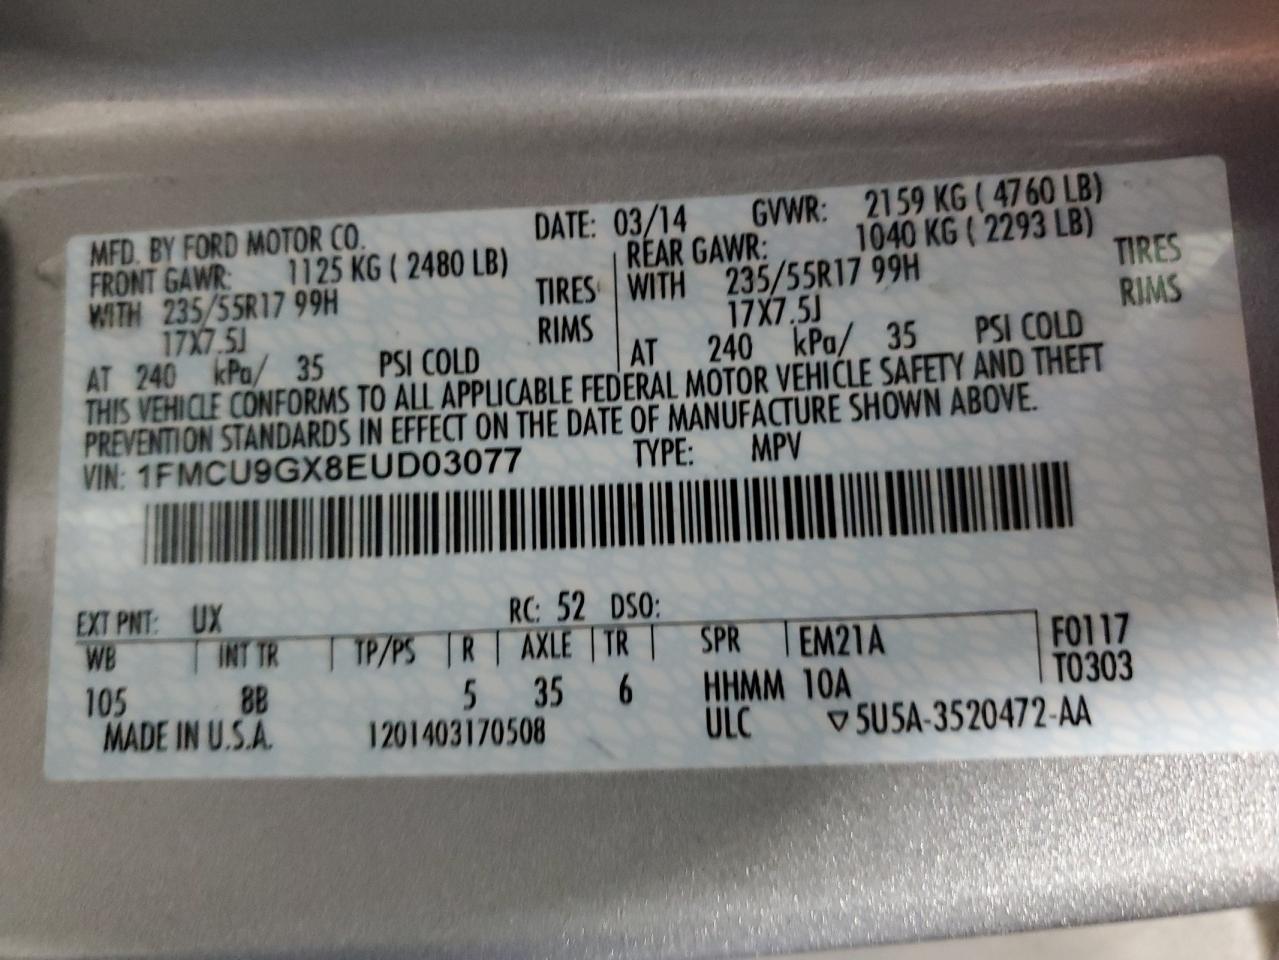 MFD. BY FORD MOTOR CO. DATE: 03/14 GVWR: 2159 KG ( 4760 LB)
FRONT GAWR: 1125 KG ( 2480 LB) REAR GAWR: 1040 KG ( 2293 LB)
WITH 235/55R17 99H TIRES WITH 235/55R17 99H TIRES
17X7.5J RIMS 17X7.5J RIMS
AT 240 kPa/ 35 PSI COLD AT 240 kPa/ 35 PSI COLD
THIS VEHICLE CONFORMS TO ALL APPLICABLE FEDERAL MOTOR VEHICLE SAFETY AND THEFT
PREVENTION STANDARDS IN EFFECT ON THE DATE OF MANUFACTURE SHOWN ABOVE.
VIN: 1FMCU9GX8EUD03077 TYPE: MPV
EXT PNT: UX RC: 52 DSO:
WB INT TR TP/PS R AXLE TR SPR EM21A F0117
105 8B 5 35 6 HHMM 10A T0303
MADE IN U.S.A. 1201403170508 ULC ▽5U5A-3520472-AA